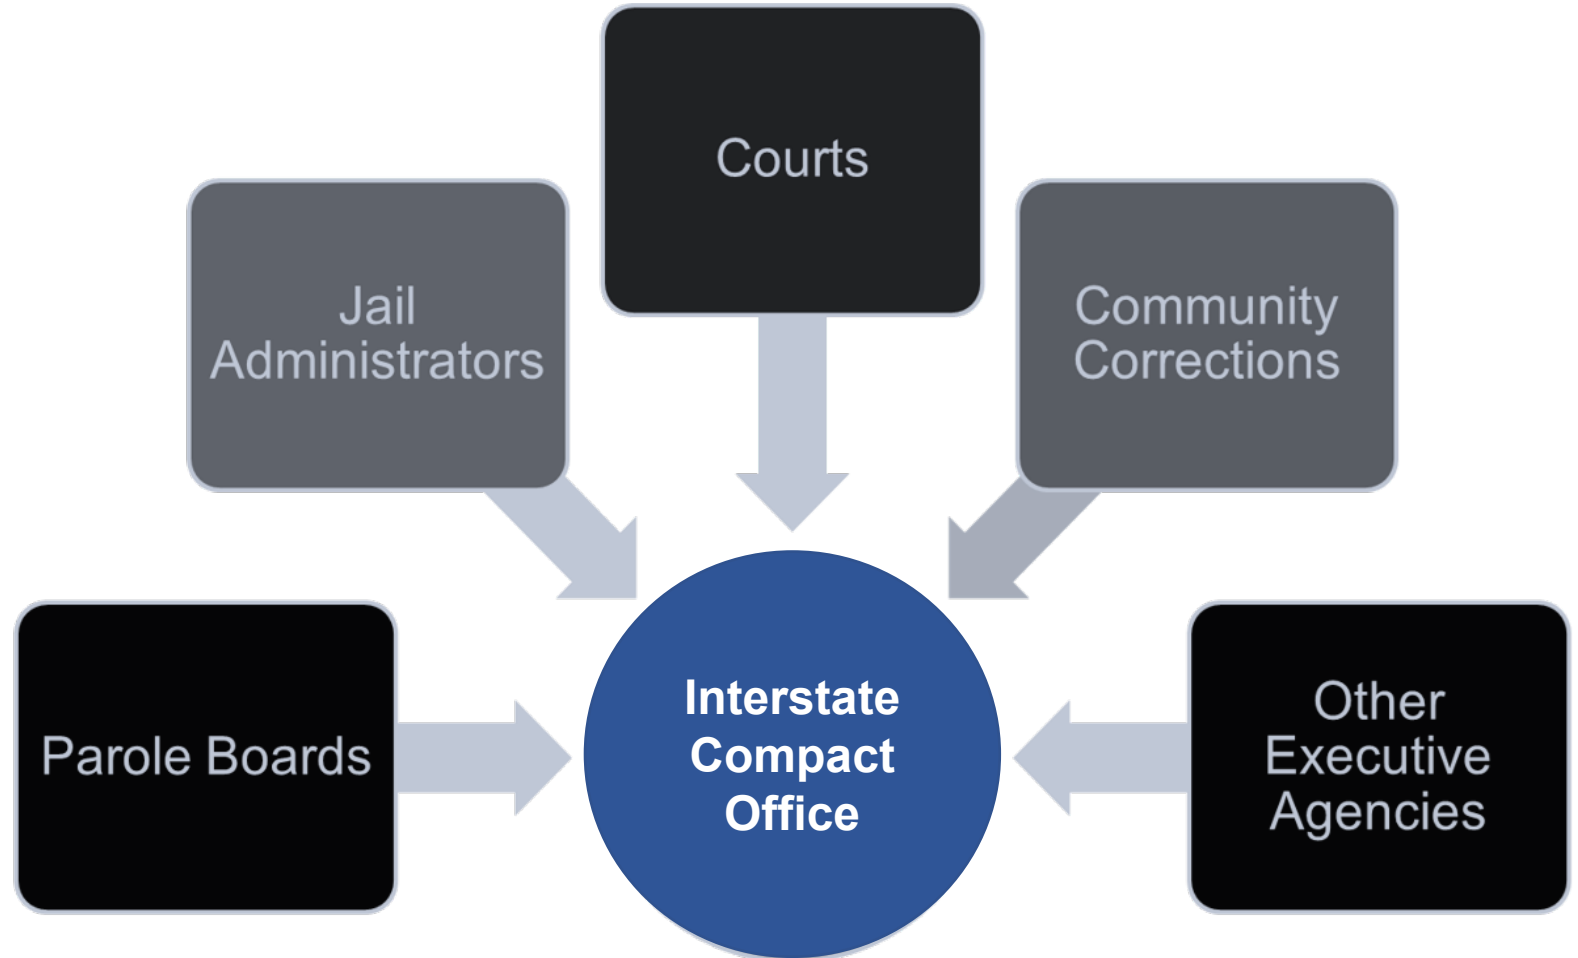 Courts
Jail
Administrators
Community
Corrections
Parole Boards
Interstate
Compact
Office
Other
Executive
Agencies